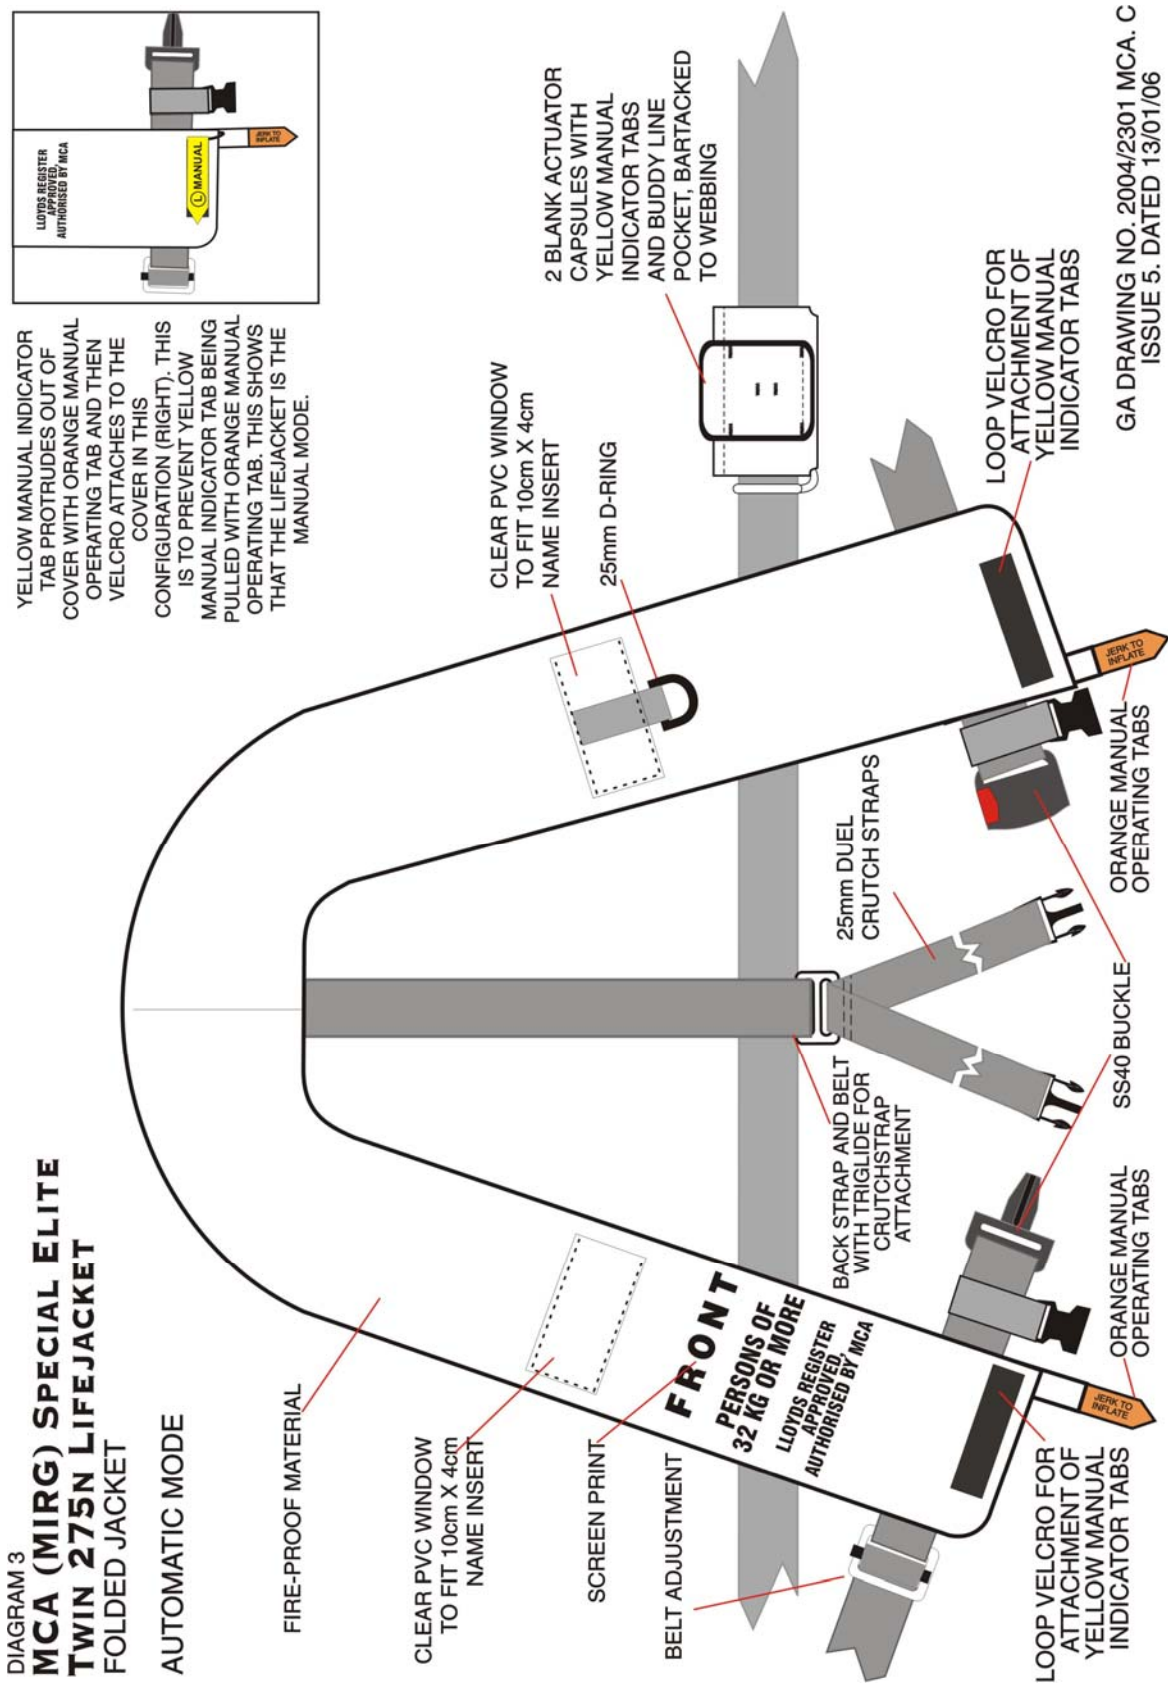 DIAGRAM 3
MCA (MIRG) SPECIAL ELITE
TWIN 275N LIFEJACKET
FOLDED JACKET
AUTOMATIC MODE
YELLOW MANUAL INDICATOR
TAB PROTRUDES OUT OF
COVER WITH ORANGE MANUAL
OPERATING TAB AND THEN
VELCRO ATTACHES TO THE
COVER IN THIS
CONFIGURATION (RIGHT). THIS
IS TO PREVENT YELLOW
MANUAL INDICATOR TAB BEING
PULLED WITH ORANGE MANUAL
OPERATING TAB. THIS SHOWS
THAT THE LIFEJACKET IS THE
MANUAL MODE.
LLOYDS REGISTER
APPROVED,
AUTHORISED BY MCA
L MANUAL
JERK TO
INFLATE
FIRE-PROOF MATERIAL
CLEAR PVC WINDOW
TO FIT 10cm X 4cm
NAME INSERT
SCREEN PRINT
BELT ADJUSTMENT
FRONT
PERSONS OF
32 KG OR MORE
LLOYDS REGISTER
APPROVED,
AUTHORISED BY MCA
LOOP VELCRO FOR
ATTACHMENT OF
YELLOW MANUAL
INDICATOR TABS
JERK TO
INFLATE
ORANGE MANUAL
OPERATING TABS
BACK STRAP AND BELT
WITH TRIGLIDE FOR
CRUTCHSTRAP
ATTACHMENT
SS40 BUCKLE
25mm DUEL
CRUTCH STRAPS
CLEAR PVC WINDOW
TO FIT 10cm X 4cm
NAME INSERT
25mm D-RING
2 BLANK ACTUATOR
CAPSULES WITH
YELLOW MANUAL
INDICATOR TABS
AND BUDDY LINE
POCKET, BARTACKED
TO WEBBING
JERK TO
INFLATE
ORANGE MANUAL
OPERATING TABS
LOOP VELCRO FOR
ATTACHMENT OF
YELLOW MANUAL
INDICATOR TABS
GA DRAWING NO. 2004/2301 MCA. C
ISSUE 5. DATED 13/01/06